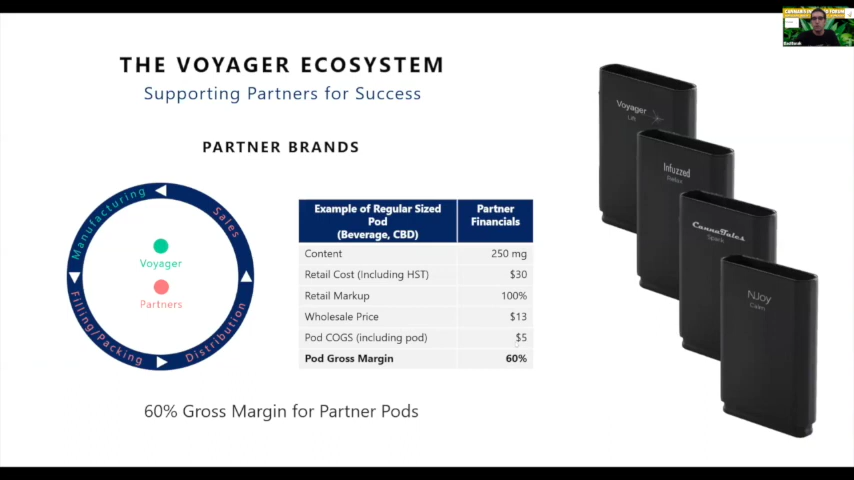 THE VOYAGER ECOSYSTEM
Supporting Partners for Success
PARTNER BRANDS
Manufacturing
Sales
Distribution
Filling/Packing
Voyager
Partners
Example of Regular Sized Pod (Beverage, CBD) Partner Financials
Content 250 mg
Retail Cost (Including HST) $30
Retail Markup 100%
Wholesale Price $13
Pod COGS (including pod) $5
Pod Gross Margin 60%
60% Gross Margin for Partner Pods
Voyager
Lift
Infuzzed
CannaTales
Spark
NJoy
Calm